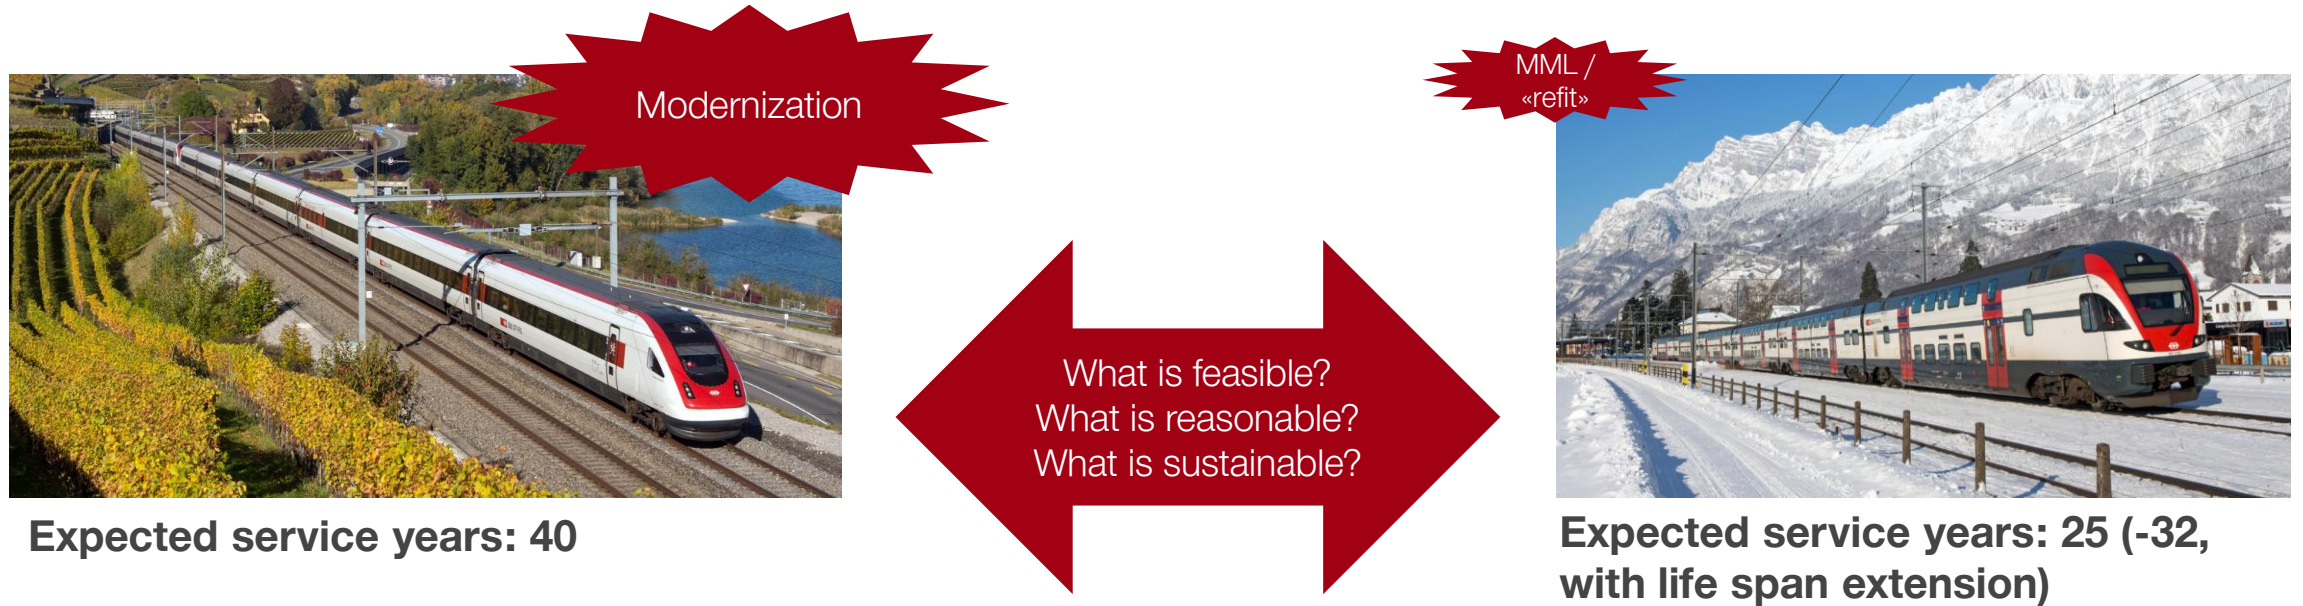 Modernization
MML /
«refit»
What is feasible?
What is reasonable?
What is sustainable?
Expected service years: 40
Expected service years: 25 (-32,
with life span extension)